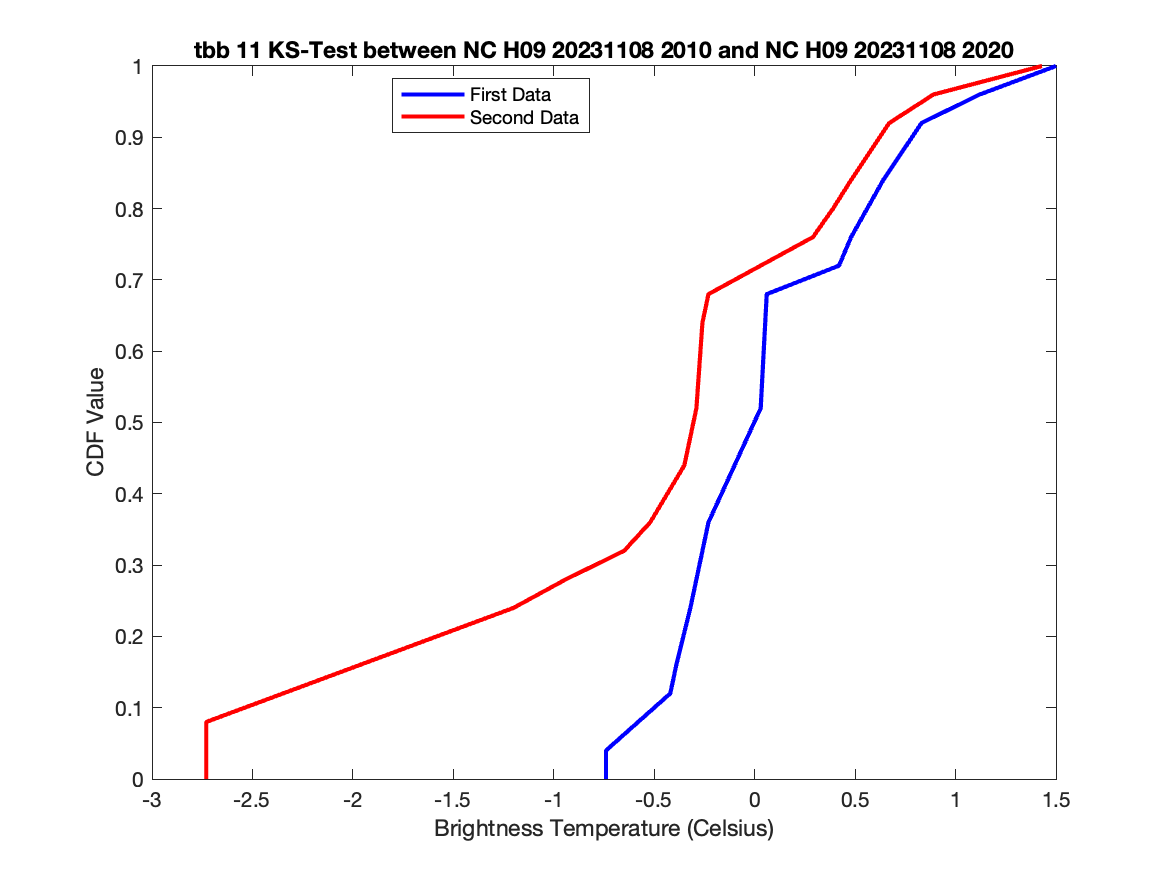 tbb 11 KS-Test between NC H09 20231108 2010 and NC H09 20231108 2020
First Data
Second Data
1
0.9
0.8
0.7
0.6
0.5
0.4
0.3
0.2
0.1
0
CDF Value
-3 -2.5 -2 -1.5 -1 -0.5 0 0.5 1 1.5
Brightness Temperature (Celsius)